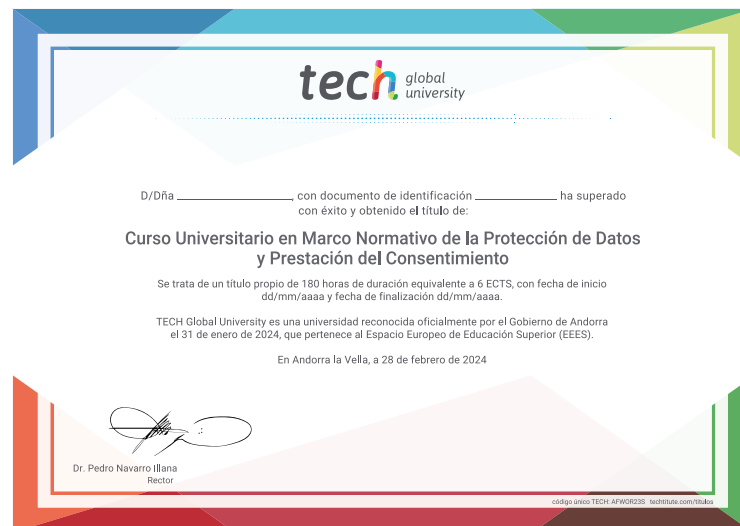 tech global university
D/Dña ____________, con documento de identificación ____________ ha superado
con éxito y obtenido el título de:
Curso Universitario en Marco Normativo de la Protección de Datos
y Prestación del Consentimiento
Se trata de un título propio de 180 horas de duración equivalente a 6 ECTS, con fecha de inicio
dd/mm/aaaa y fecha de finalización dd/mm/aaaa.
TECH Global University es una universidad reconocida oficialmente por el Gobierno de Andorra
el 31 de enero de 2024, que pertenece al Espacio Europeo de Educación Superior (EEES).
En Andorra la Vella, a 28 de febrero de 2024
Dr. Pedro Navarro Illana
Rector
código único TECH: AFWOR23S techtitute.com/titulos